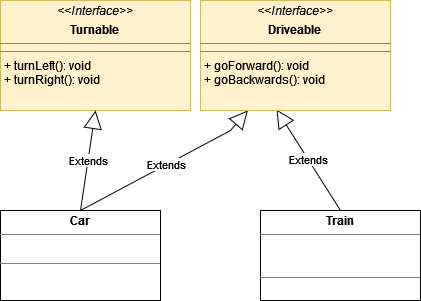 <<Interface>>
Turnable
+ turnLeft(): void
+ turnRight(): void
<<Interface>>
Driveable
+ goForward(): void
+ goBackwards(): void
Extends
Extends
Extends
Car
Train